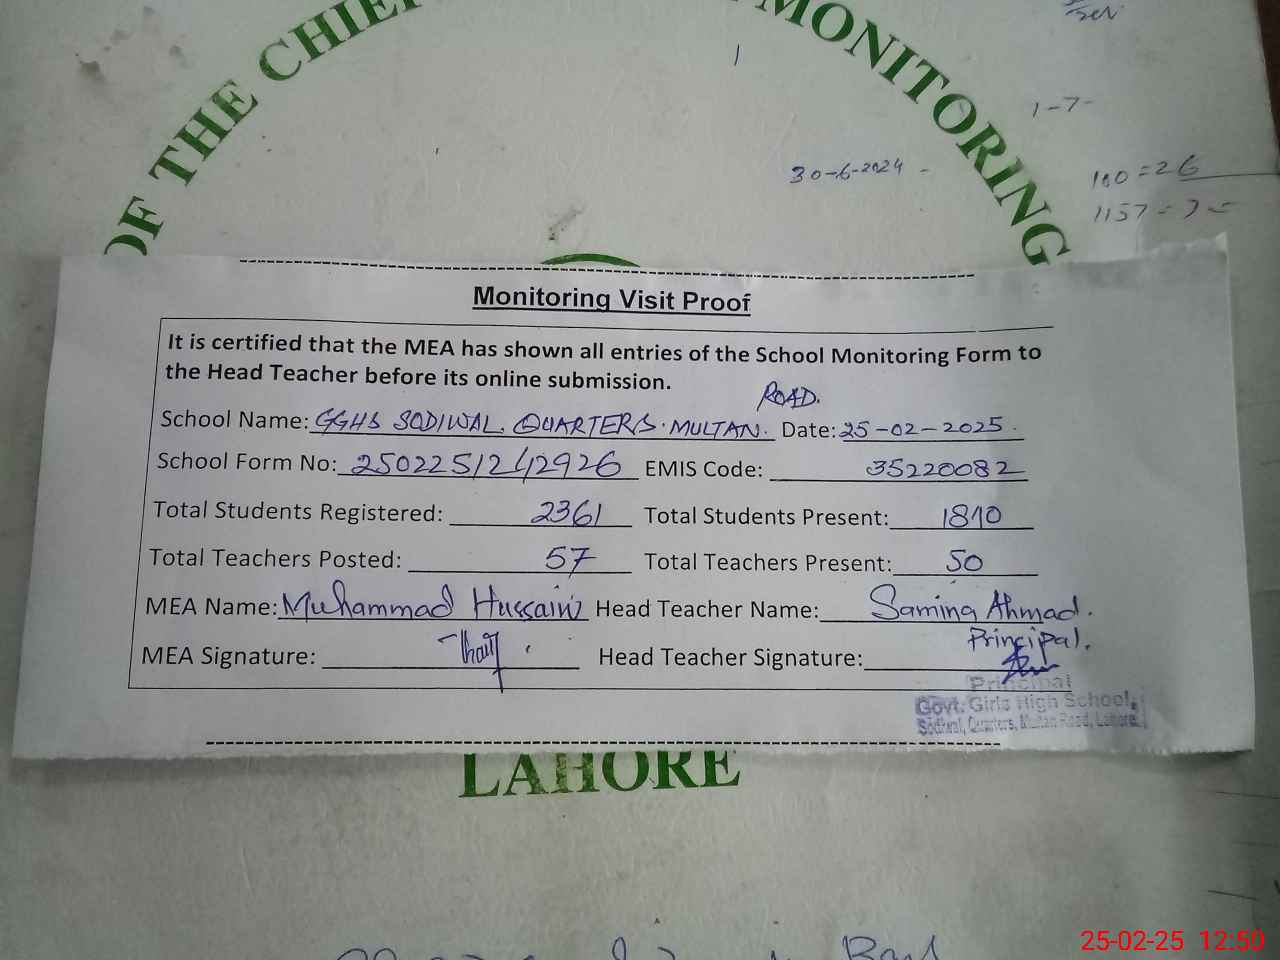 OF THE CHIEF MONITORING
30-6-2024 -
1-7-
100 = 26
1157 =
Monitoring Visit Proof
It is certified that the MEA has shown all entries of the School Monitoring Form to
the Head Teacher before its online submission.
ROAD.
School Name: GGHS SODIWAL. QUARTERS. MULTAN. Date: 25-02-2025.
School Form No: EMIS Code: 35220082
Total Students Registered: 2361 Total Students Present: 1810
Total Teachers Posted: 57 Total Teachers Present: 50
MEA Name: Muhammad Hussain Head Teacher Name: Samina Ahmad.
Principal.
MEA Signature: Head Teacher Signature:
Principal
Govt. Girls High School,
Sodiwal, Quarters, Multan Road, Lahore.
LAHORE
25-02-25 12:50